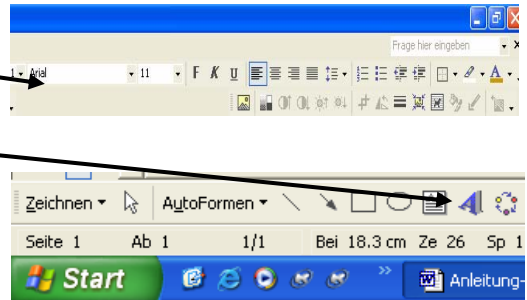 Frage hier eingeben
Arial 11 F K U
Zeichnen AutoFormen
Seite 1 Ab 1 1/1 Bei 18.3 cm Ze 26 Sp 1
Start Anleitung